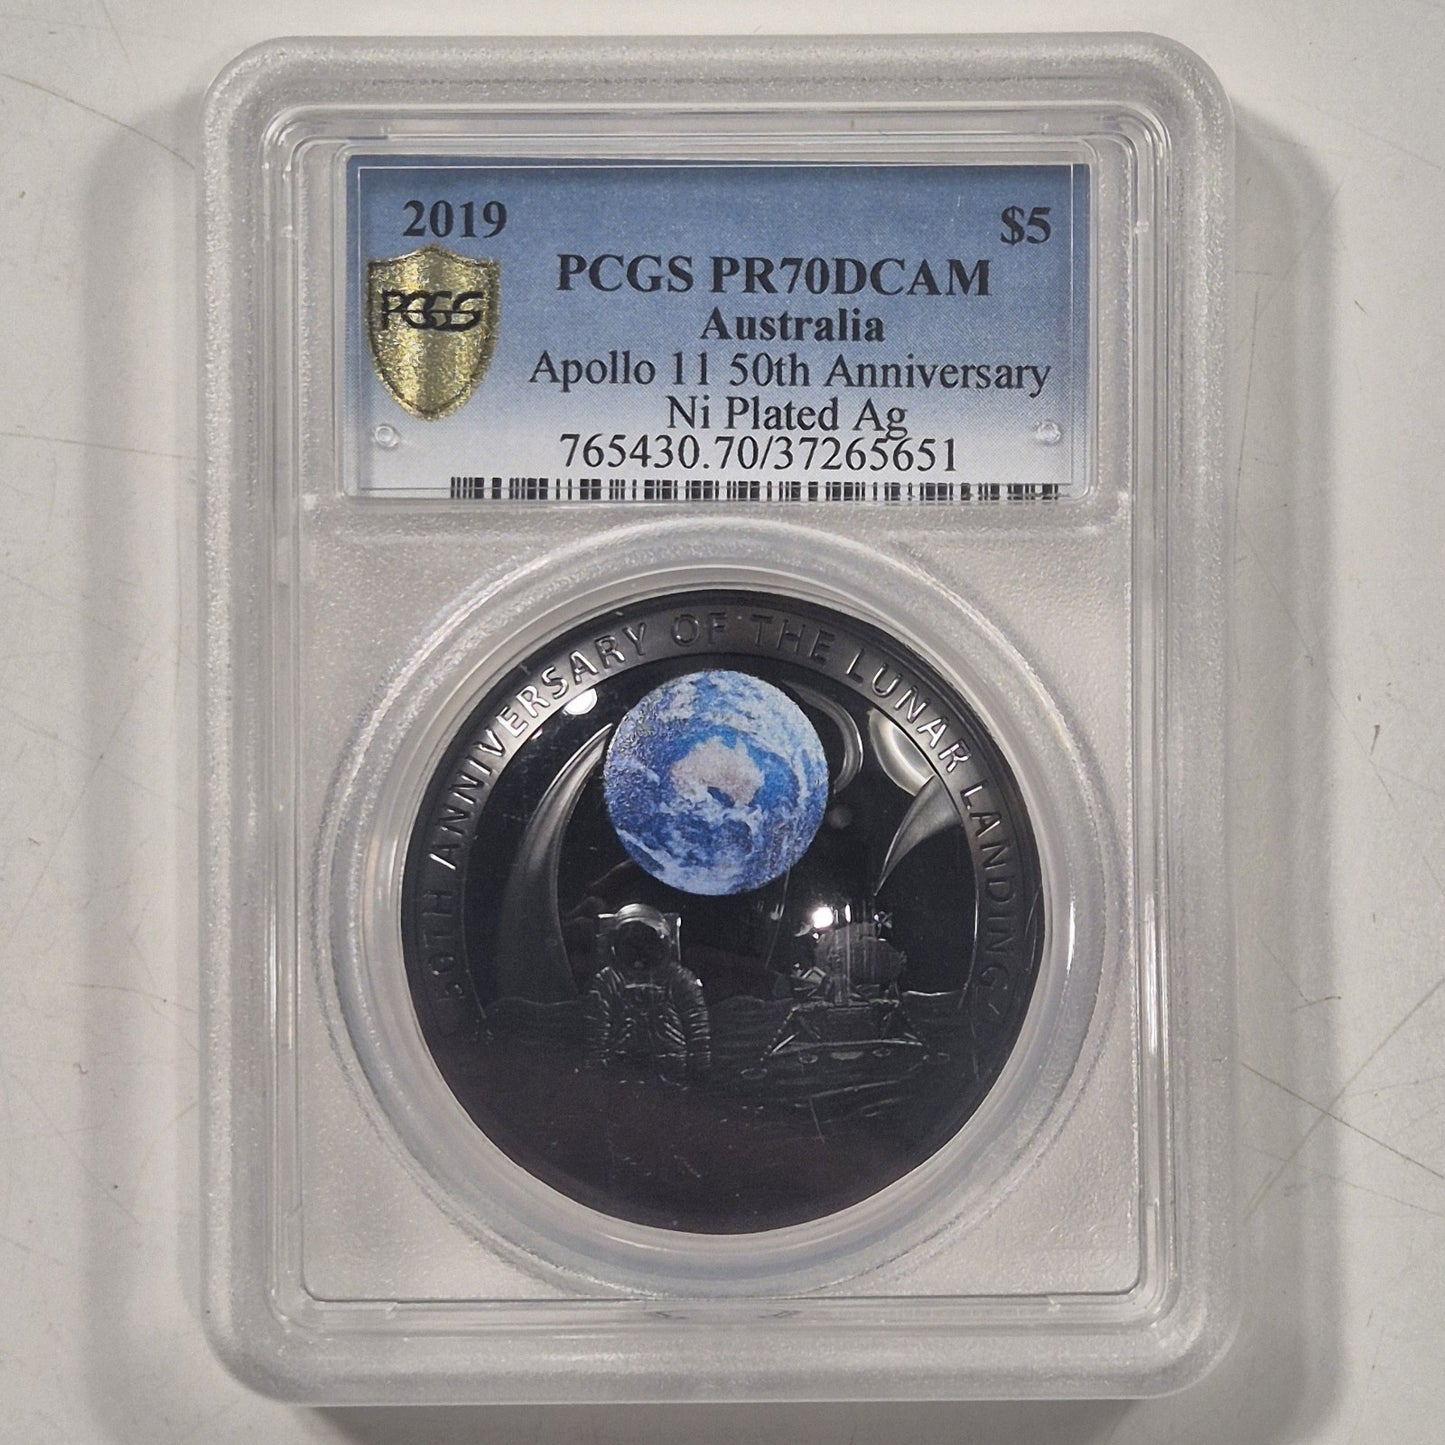 2019 $5
PCGS PR70DCAM
PCGS
Australia
Apollo 11 50th Anniversary
Ni Plated Ag
765430.70/37265651
50TH ANNIVERSARY OF THE LUNAR LANDING